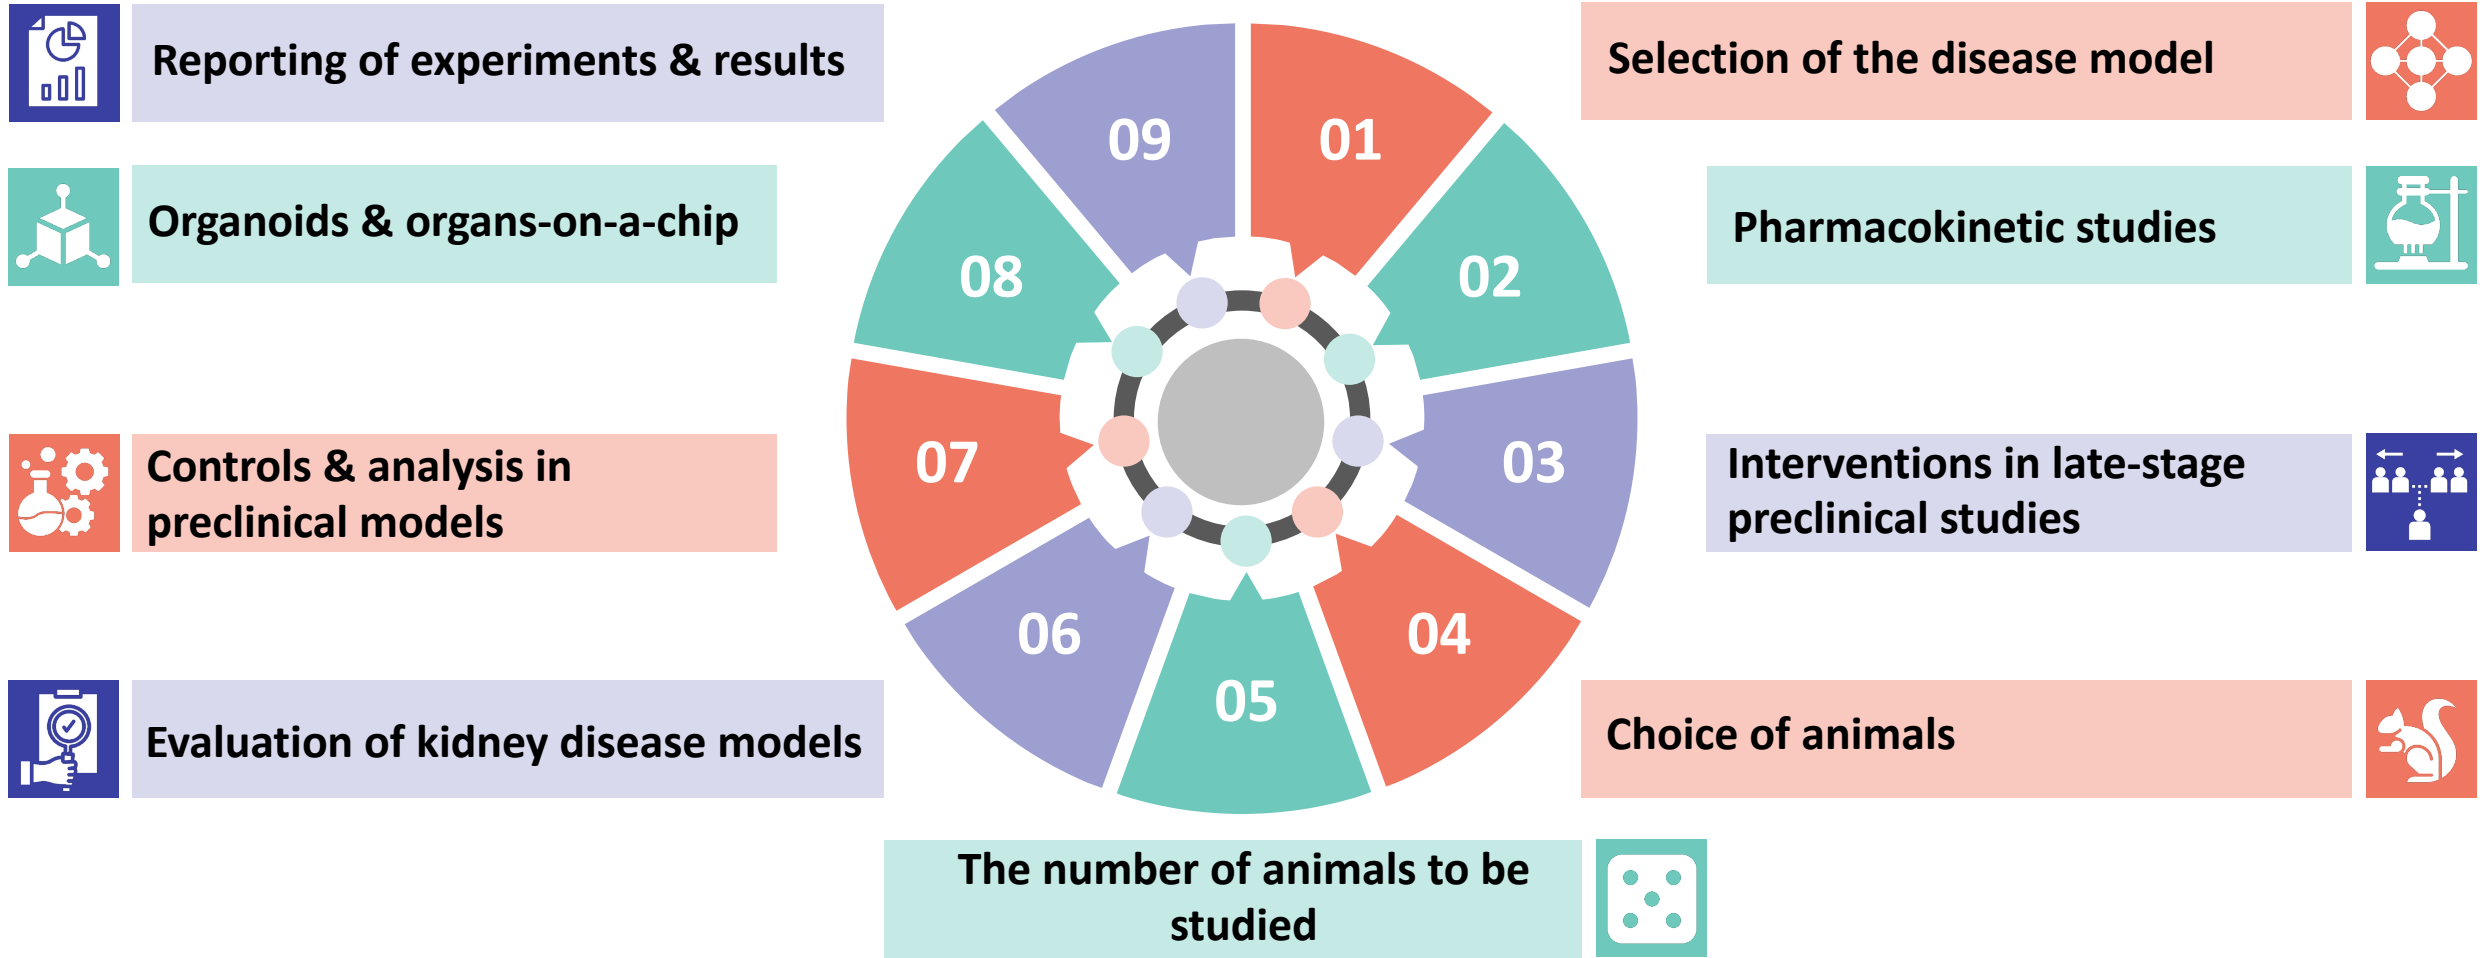 Reporting of experiments & results
Selection of the disease model
Organoids & organs-on-a-chip
Pharmacokinetic studies
Controls & analysis in
preclinical models
Interventions in late-stage
preclinical studies
Evaluation of kidney disease models
Choice of animals
The number of animals to be
studied
01
02
03
04
05
06
07
08
09